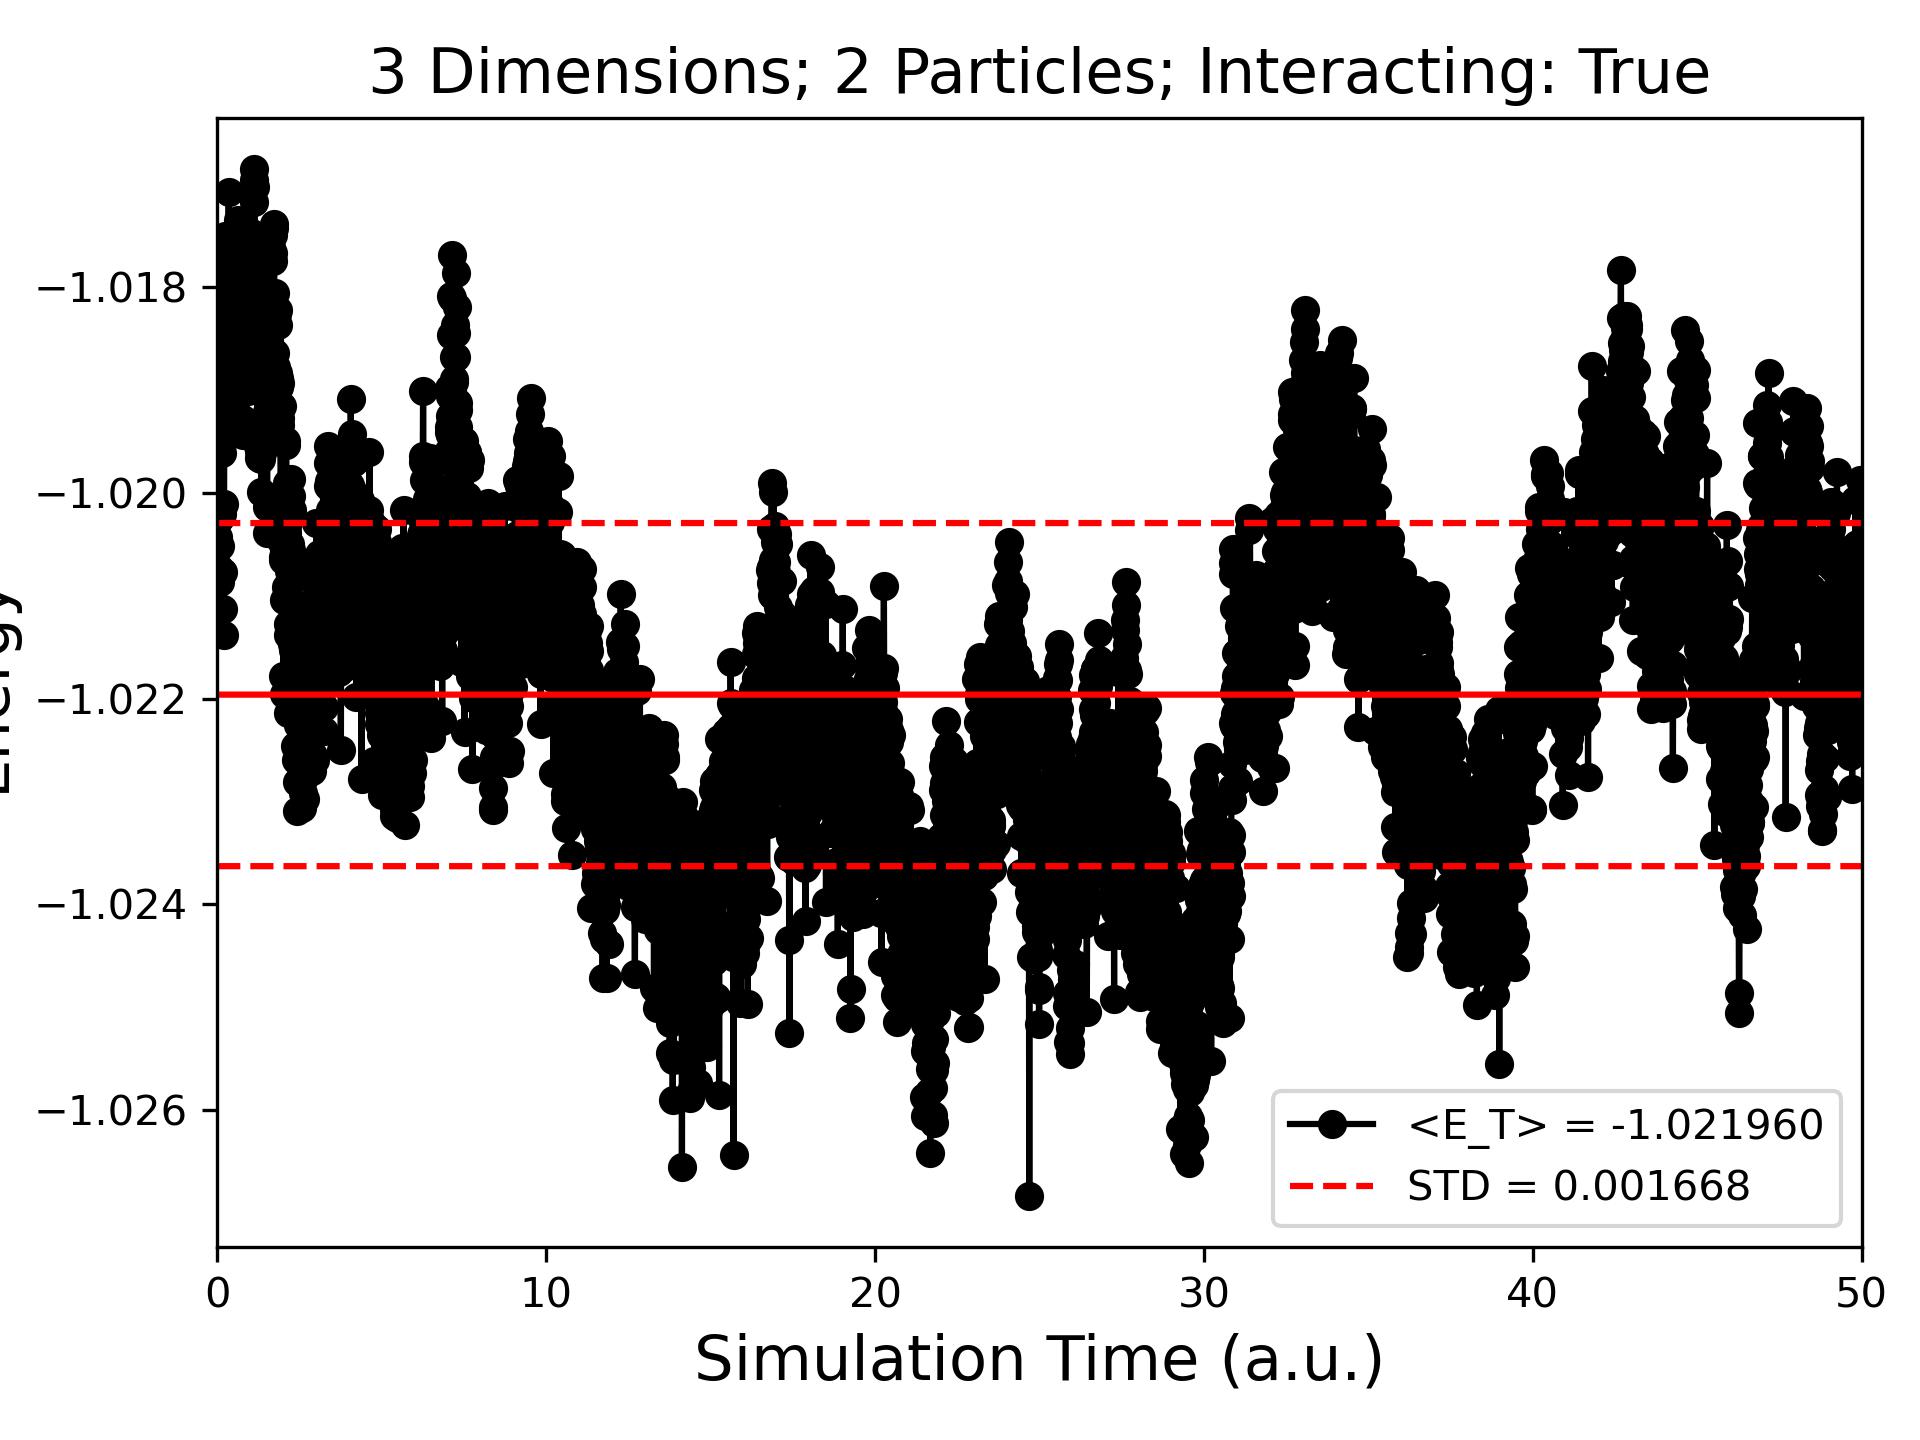 3 Dimensions; 2 Particles; Interacting: True
Energy
−1.018
−1.020
−1.022
−1.024
−1.026
<E_T> = -1.021960
STD = 0.001668
0 10 20 30 40 50
Simulation Time (a.u.)